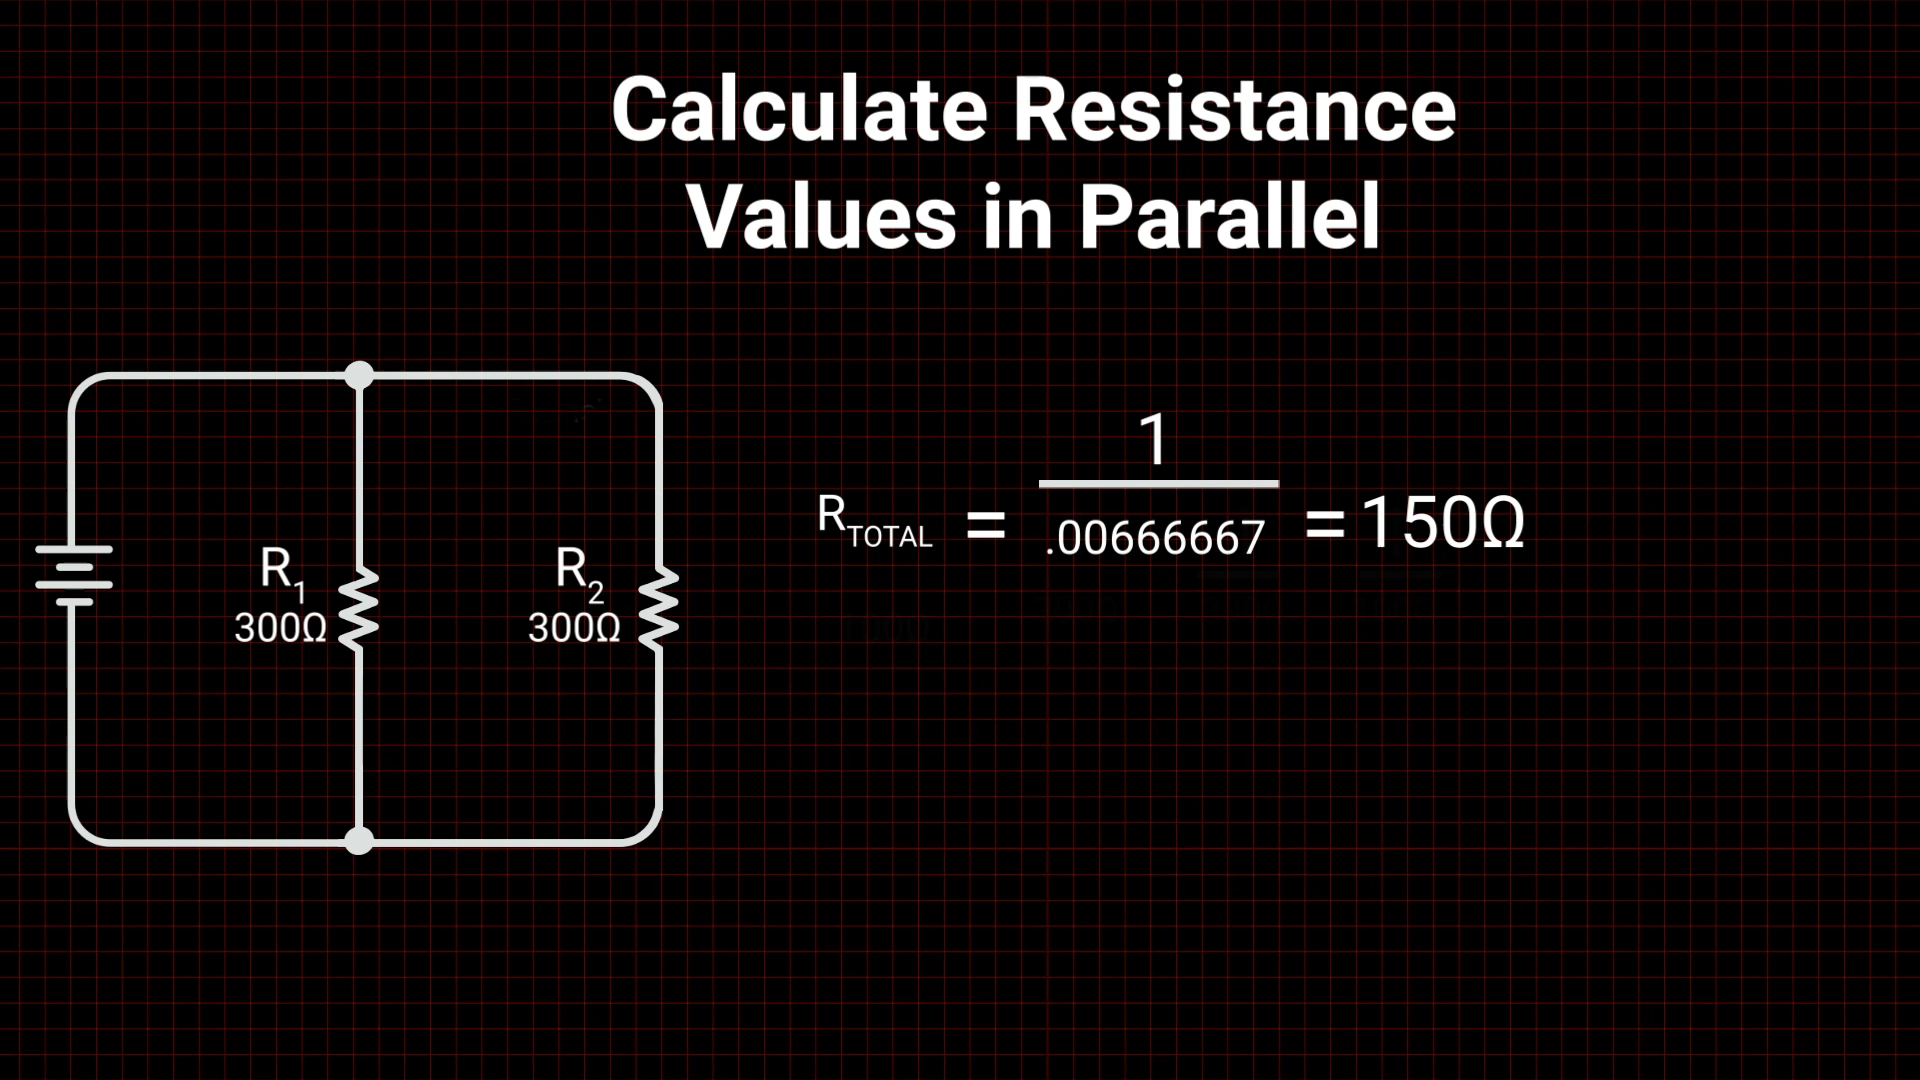 Calculate Resistance
Values in Parallel
R1
300Ω
R2
300Ω
RTOTAL = 1 / .00666667 = 150Ω